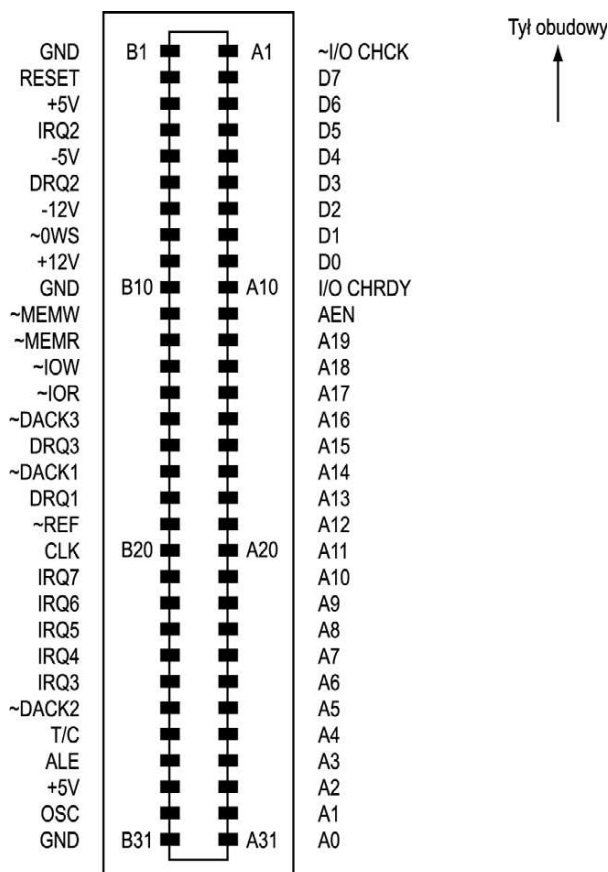 Tył obudowy
GND B1 A1 ~I/O CHCK
RESET D7
+5V D6
IRQ2 D5
-5V D4
DRQ2 D3
-12V D2
~0WS D1
+12V D0
GND B10 A10 I/O CHRDY
~MEMW AEN
~MEMR A19
~IOW A18
~IOR A17
~DACK3 A16
DRQ3 A15
~DACK1 A14
DRQ1 A13
~REF A12
CLK B20 A20 A11
IRQ7 A10
IRQ6 A9
IRQ5 A8
IRQ4 A7
IRQ3 A6
~DACK2 A5
T/C A4
ALE A3
+5V A2
OSC A1
GND B31 A31 A0